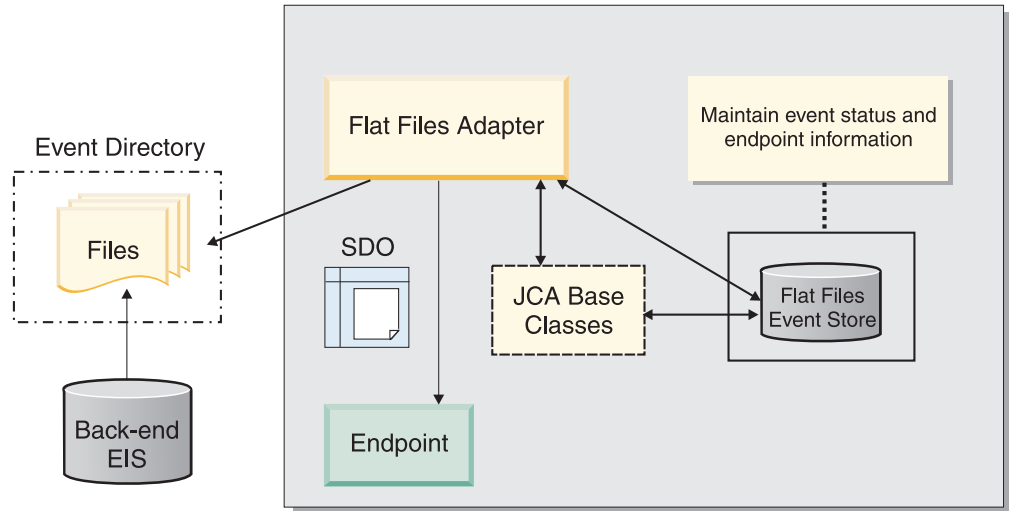 Event Directory
Files
Back-end
EIS
Flat Files Adapter
Maintain event status and
endpoint information
SDO
JCA Base
Classes
Flat Files
Event Store
Endpoint